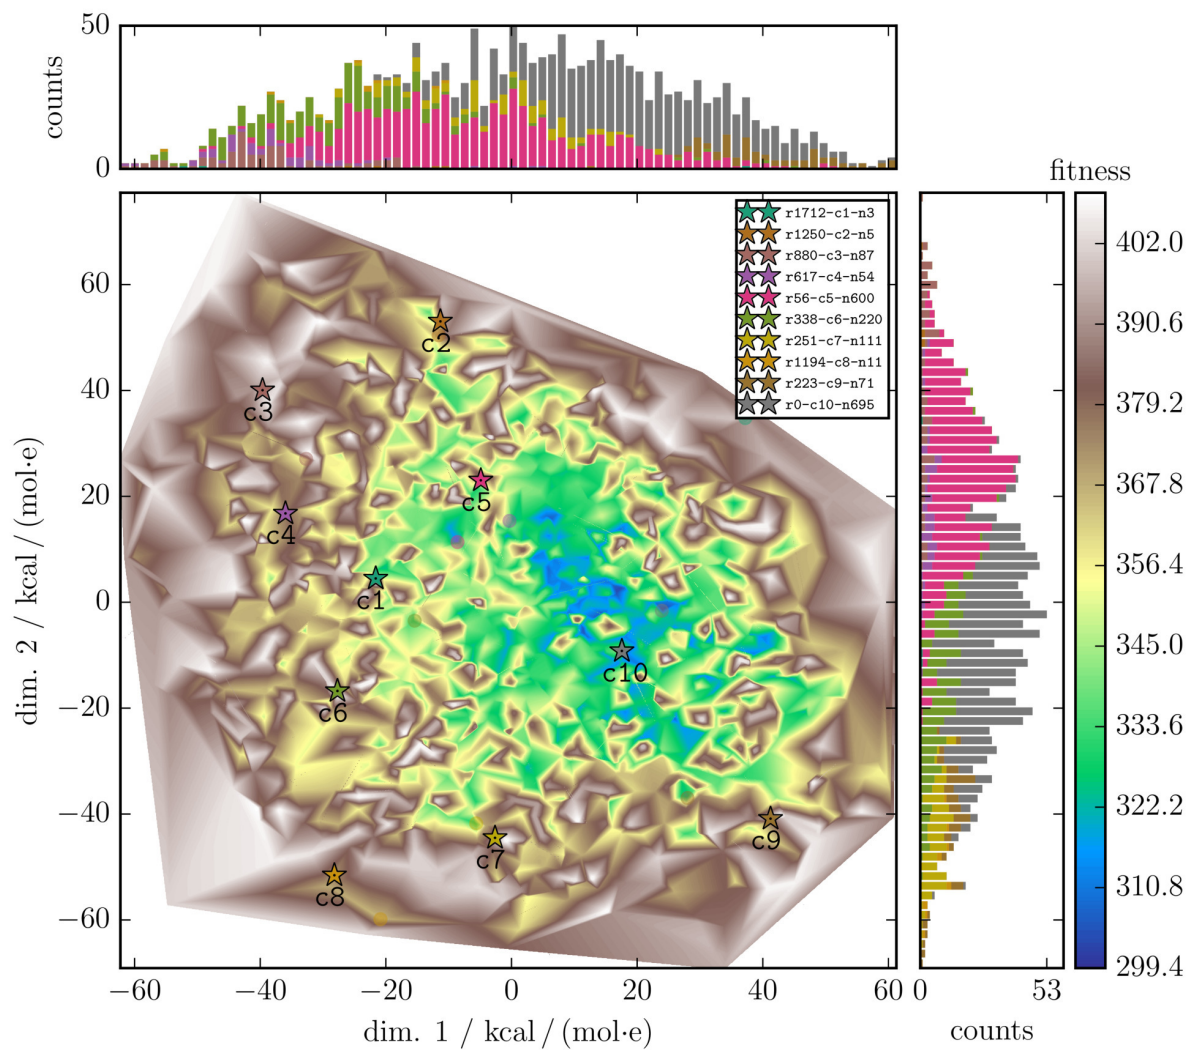 50
counts
0
fitness
r1712-c1-n3
r1250-c2-n5
r880-c3-n87
r617-c4-n54
r56-c5-n600
r338-c6-n220
r251-c7-n111
r1194-c8-n11
r223-c9-n71
r0-c10-n695
402.0
390.6
379.2
367.8
356.4
345.0
333.6
322.2
310.8
299.4
60
40
20
0
−20
−40
−60
dim. 2 / kcal / (mol·e)
c2
c3
c5
c4
c1
c10
c6
c9
c7
c8
−60 −40 −20 0 20 40 60
dim. 1 / kcal / (mol·e)
0 53
counts